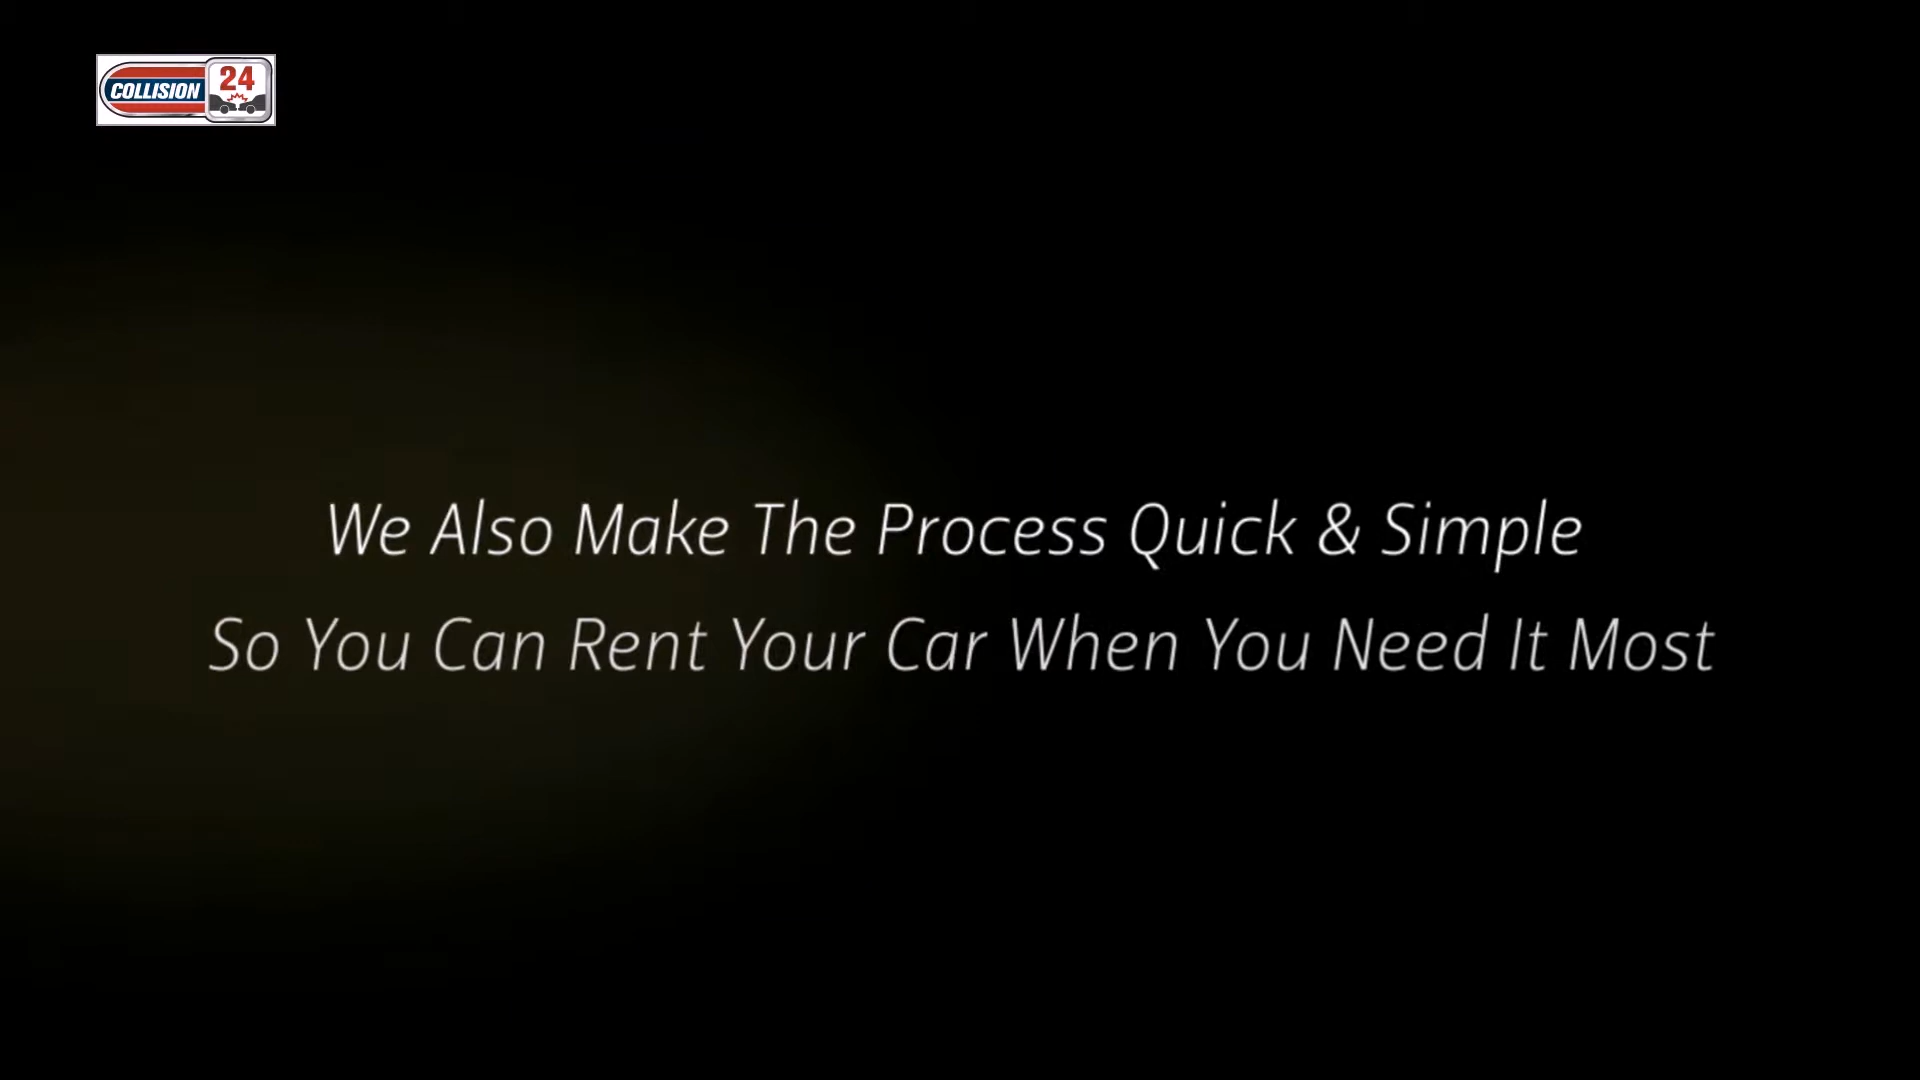 COLLISION 24
We Also Make The Process Quick & Simple
So You Can Rent Your Car When You Need It Most